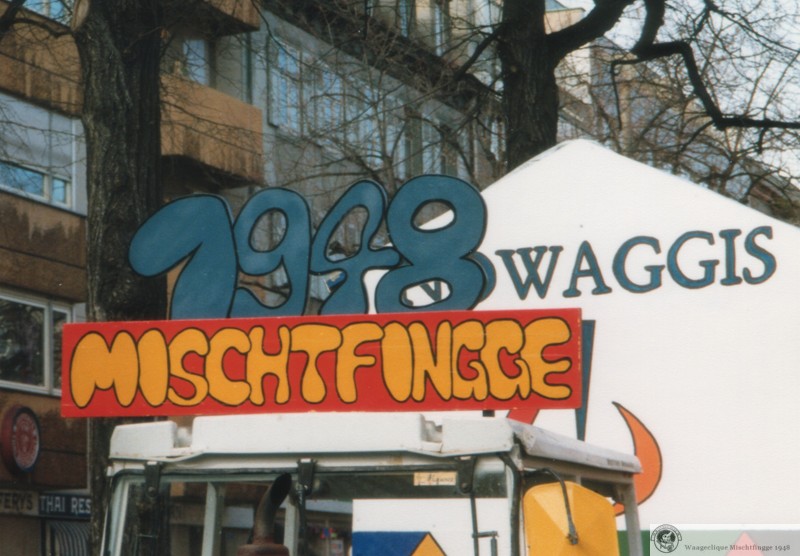 1948
WAGGIS
MISCHTFINGGE
THAI RES
Waageclique Mischtfingge 1948